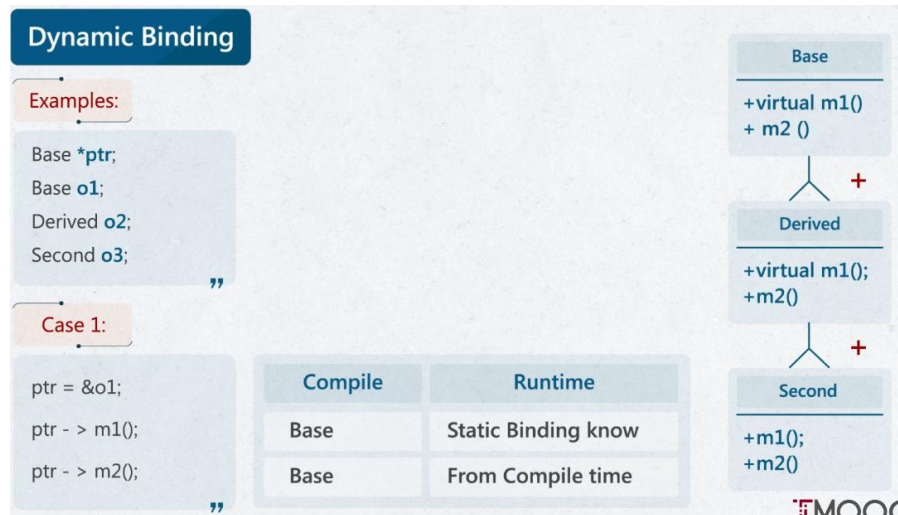 Dynamic Binding
Examples:
Base *ptr;
Base o1;
Derived o2;
Second o3;
”
Case 1:
ptr = &o1;
ptr - > m1();
ptr - > m2();
”
Compile Runtime
Base Static Binding know
Base From Compile time
Base
+virtual m1()
+ m2 ()
+
Derived
+virtual m1();
+m2()
+
Second
+m1();
+m2()
TMOOC